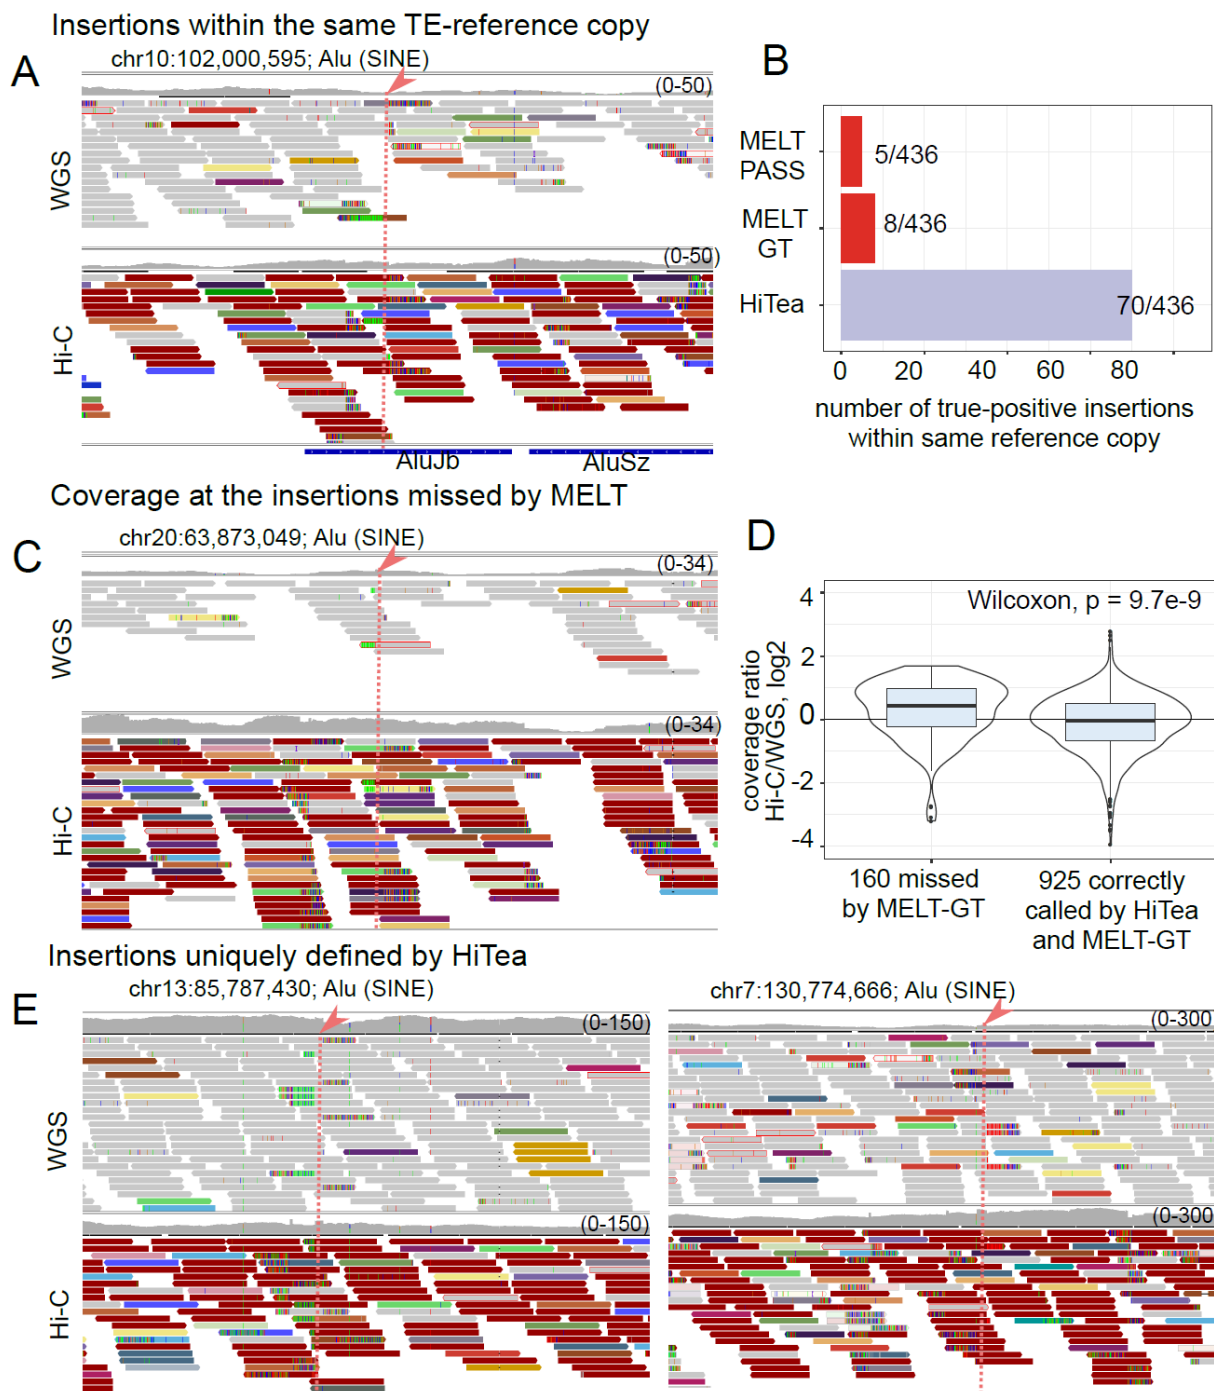 Insertions within the same TE-reference copy
A
chr10:102,000,595; Alu (SINE)
(0-50)
WGS
(0-50)
Hi-C
AluJb
AluSz
B
MELT
PASS
5/436
MELT
GT
8/436
HiTea
70/436
0
20
40
60
80
number of true-positive insertions
within same reference copy
Coverage at the insertions missed by MELT
C
chr20:63,873,049; Alu (SINE)
(0-34)
WGS
(0-34)
Hi-C
D
Wilcoxon, p = 9.7e-9
coverage ratio
Hi-C/WGS, log2
4
2
0
-2
-4
160 missed
by MELT-GT
925 correctly
called by HiTea
and MELT-GT
Insertions uniquely defined by HiTea
E
chr13:85,787,430; Alu (SINE)
(0-150)
WGS
(0-150)
Hi-C
chr7:130,774,666; Alu (SINE)
(0-300)
(0-300)